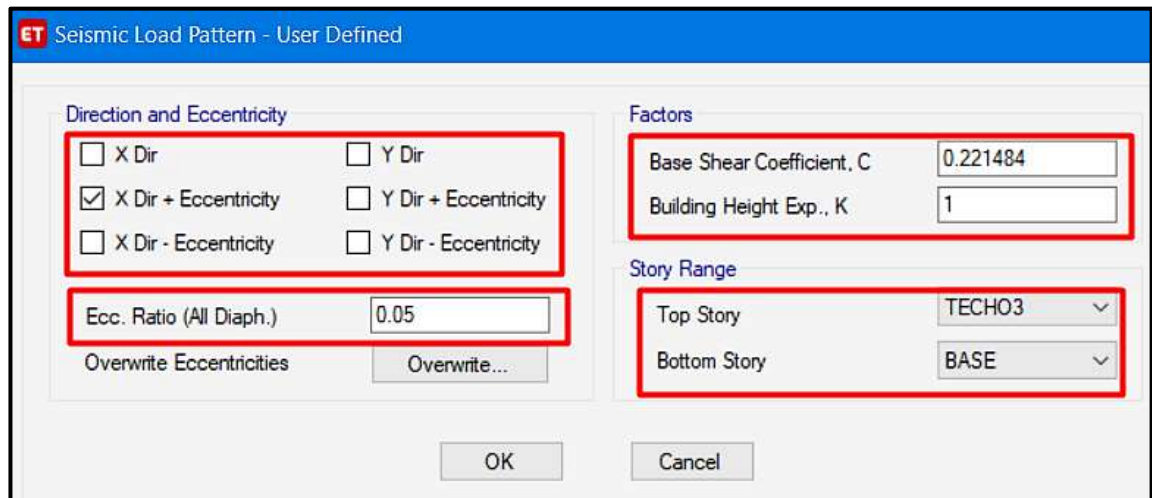 ET Seismic Load Pattern - User Defined
Direction and Eccentricity
X Dir Y Dir
X Dir + Eccentricity Y Dir + Eccentricity
X Dir - Eccentricity Y Dir - Eccentricity
Ecc. Ratio (All Diaph.) 0.05
Overwrite Eccentricities Overwrite...
Factors
Base Shear Coefficient, C 0.221484
Building Height Exp., K 1
Story Range
Top Story TECHO3
Bottom Story BASE
OK Cancel